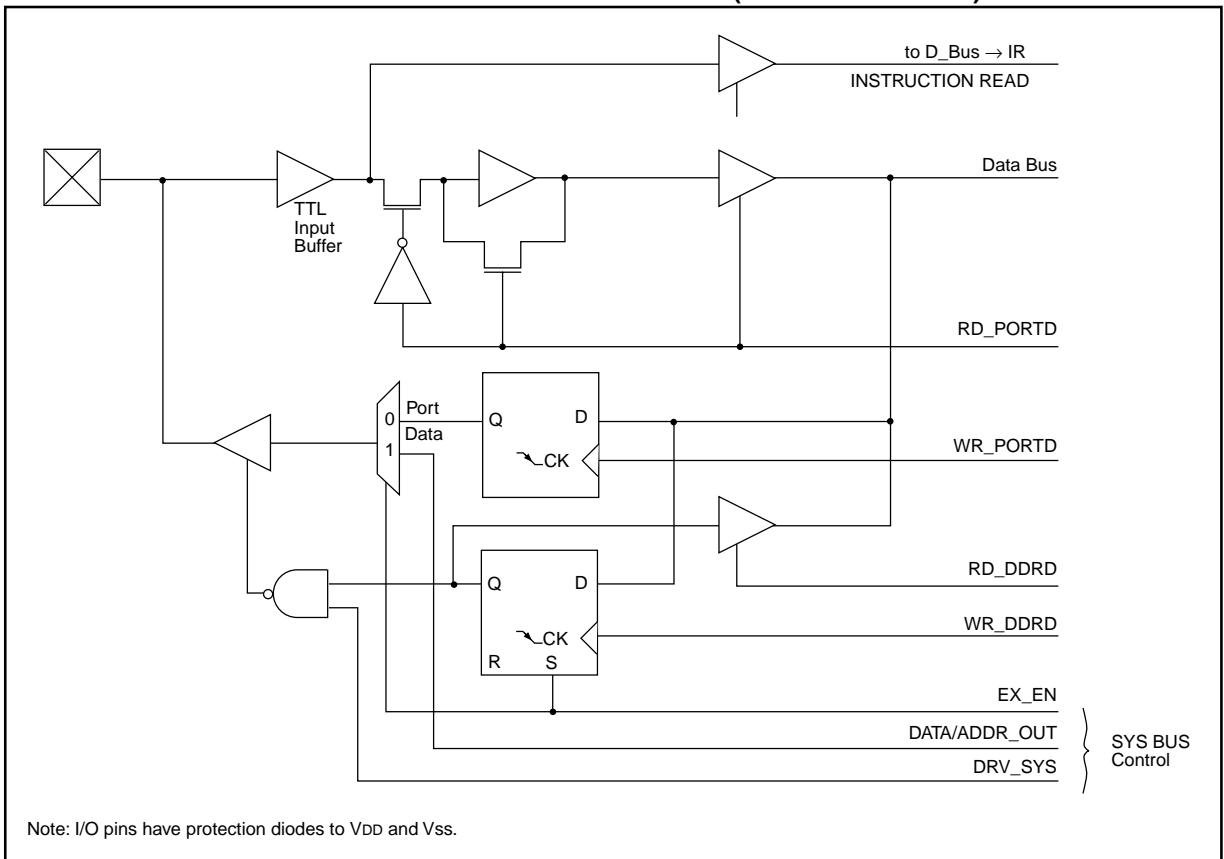 to D_Bus → IR
INSTRUCTION READ
Data Bus
TTL
Input
Buffer
RD_PORTD
0
Port
Data
1
Q
D
CK
WR_PORTD
RD_DDRD
Q
D
CK
R
S
WR_DDRD
EX_EN
DATA/ADDR_OUT
DRV_SYS
SYS BUS
Control
Note: I/O pins have protection diodes to VDD and Vss.